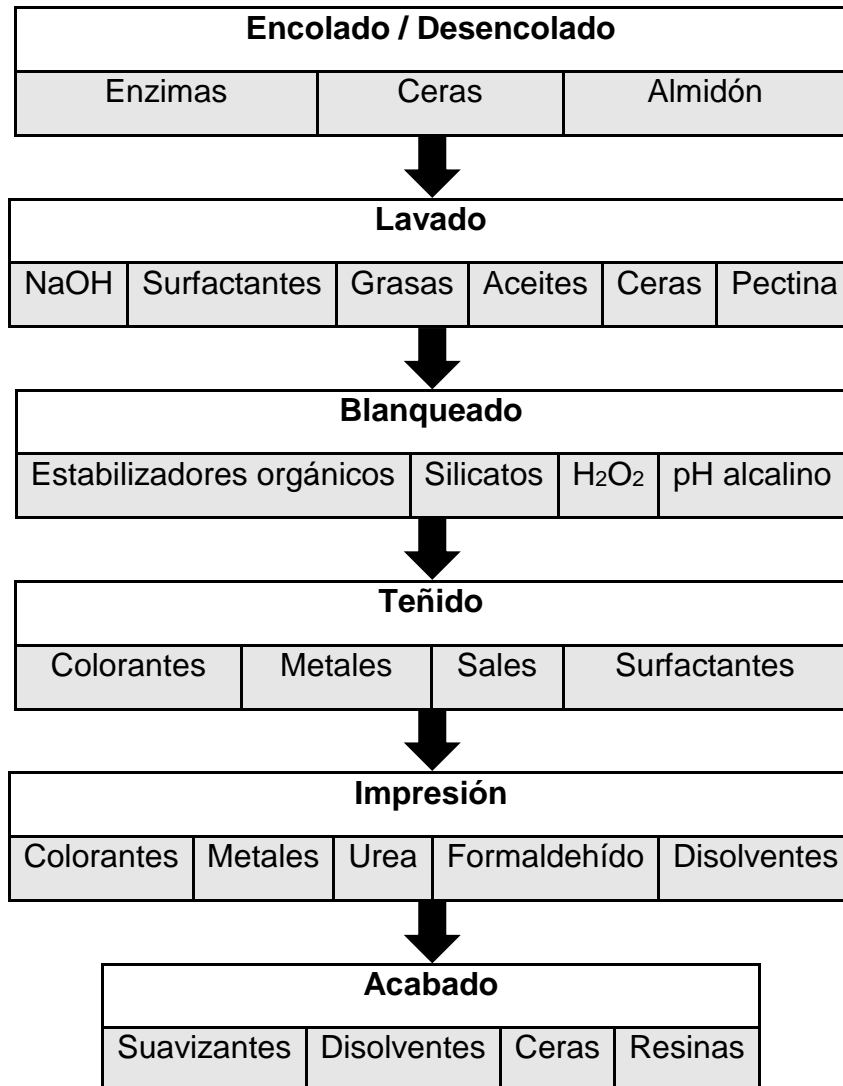 Encolado / Desencolado
Enzimas Ceras Almidón
Lavado
NaOH Surfactantes Grasas Aceites Ceras Pectina
Blanqueado
Estabilizadores orgánicos Silicatos H2O2 pH alcalino
Teñido
Colorantes Metales Sales Surfactantes
Impresión
Colorantes Metales Urea Formaldehído Disolventes
Acabado
Suavizantes Disolventes Ceras Resinas